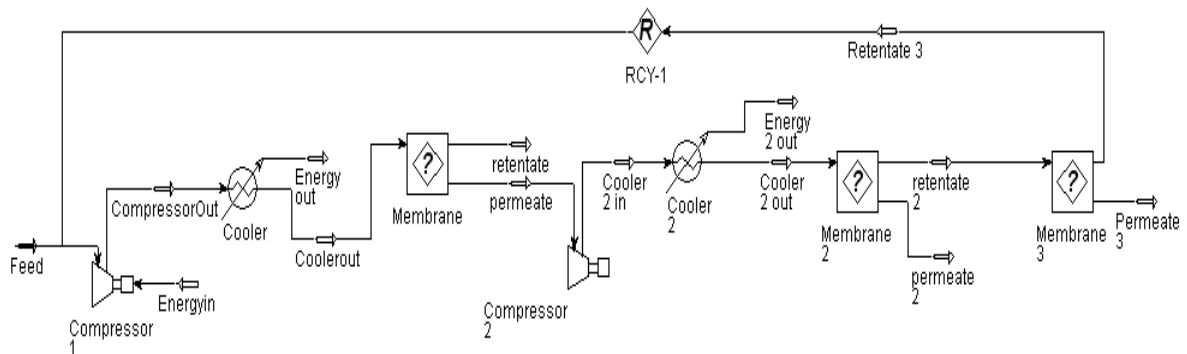 R
RCY-1
Retentate 3
Feed
CompressorOut
Compressor
1
Energyin
Cooler
Energy
out
Coolerout
?
Membrane
retentate
permeate
Compressor
2
Cooler
2 in
Cooler
2
Energy
2 out
Cooler
2 out
?
Membrane
2
retentate
2
permeate
2
?
Membrane
3
Permeate
3